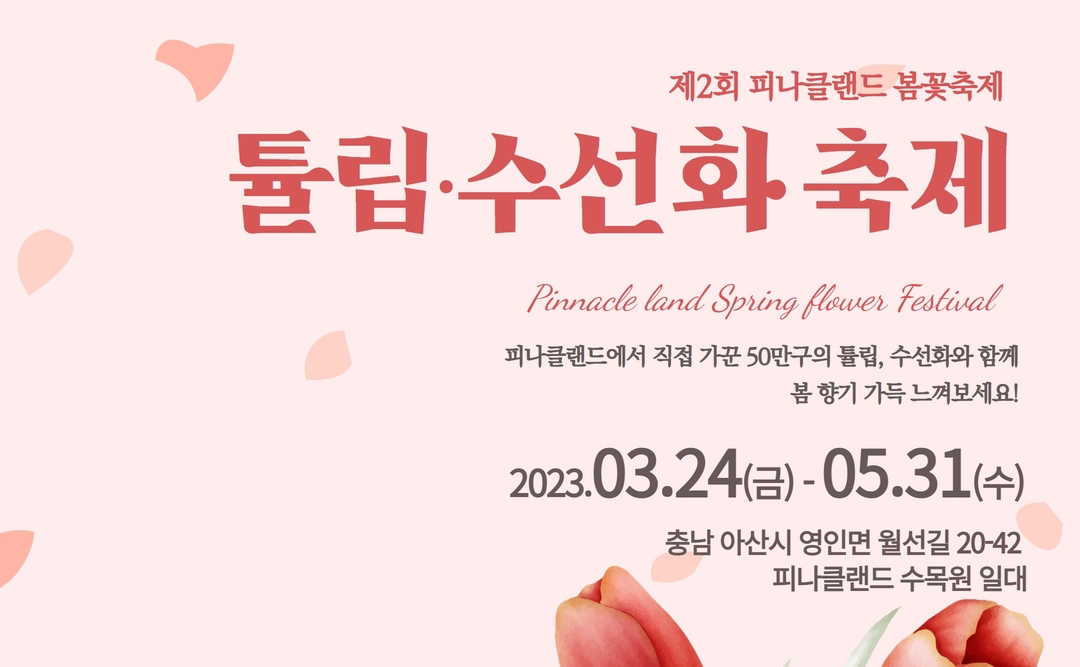 제2회 피나클랜드 봄꽃축제
튤립·수선화 축제
Pinnacle land Spring flower Festival
피나클랜드에서 직접 가꾼 50만구의 튤립, 수선화와 함께
봄 향기 가득 느껴보세요!
2023.03.24(금) - 05.31(수)
충남 아산시 영인면 월선길 20-42
피나클랜드 수목원 일대